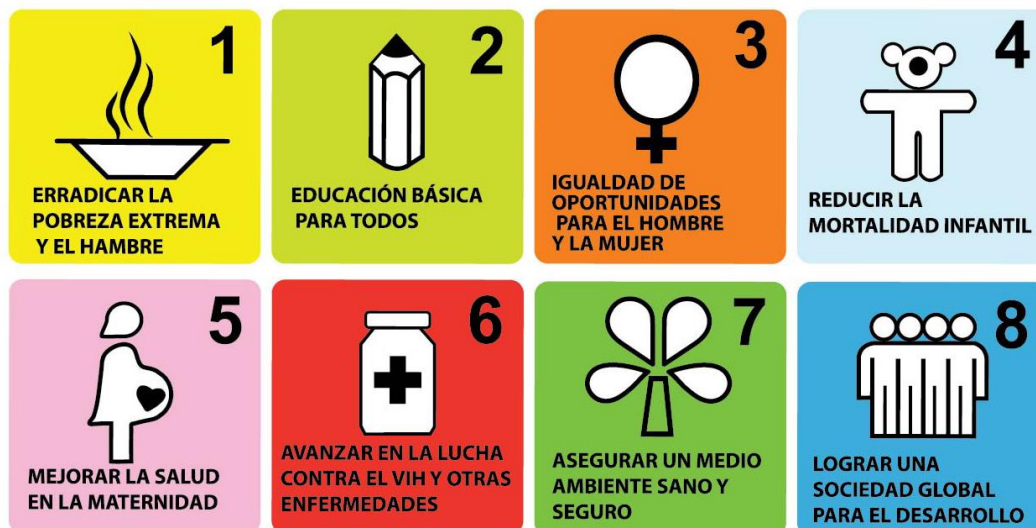 1
ERRADICAR LA
POBREZA EXTREMA
Y EL HAMBRE
2
EDUCACIÓN BÁSICA
PARA TODOS
3
IGUALDAD DE
OPORTUNIDADES
PARA EL HOMBRE
Y LA MUJER
4
REDUCIR LA
MORTALIDAD INFANTIL
5
MEJORAR LA SALUD
EN LA MATERNIDAD
6
AVANZAR EN LA LUCHA
CONTRA EL VIH Y OTRAS
ENFERMEDADES
7
ASEGURAR UN MEDIO
AMBIENTE SANO Y
SEGURO
8
LOGRAR UNA
SOCIEDAD GLOBAL
PARA EL DESARROLLO